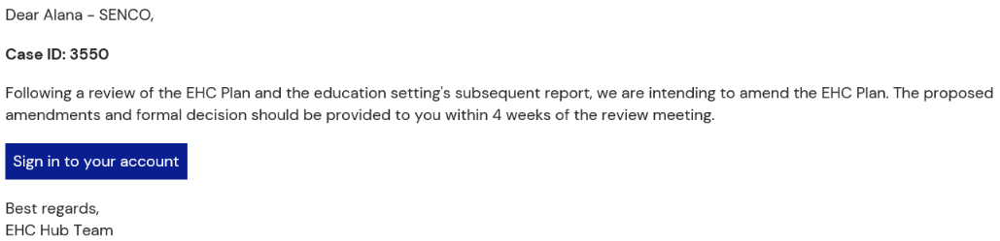 Dear Alana - SENCO,
Case ID: 3550
Following a review of the EHC Plan and the education setting's subsequent report, we are intending to amend the EHC Plan. The proposed
amendments and formal decision should be provided to you within 4 weeks of the review meeting.
Sign in to your account
Best regards,
EHC Hub Team